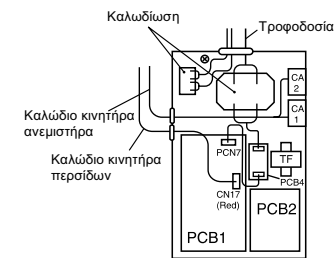 Καλωδίωση
Τροφοδοσία
CA
2
CA
1
Καλώδιο κινητήρα
ανεμιστήρα
Καλώδιο κινητήρα
περσίδων
PCN7
TF
PCB4
CN17
(Red)
PCB1
PCB2